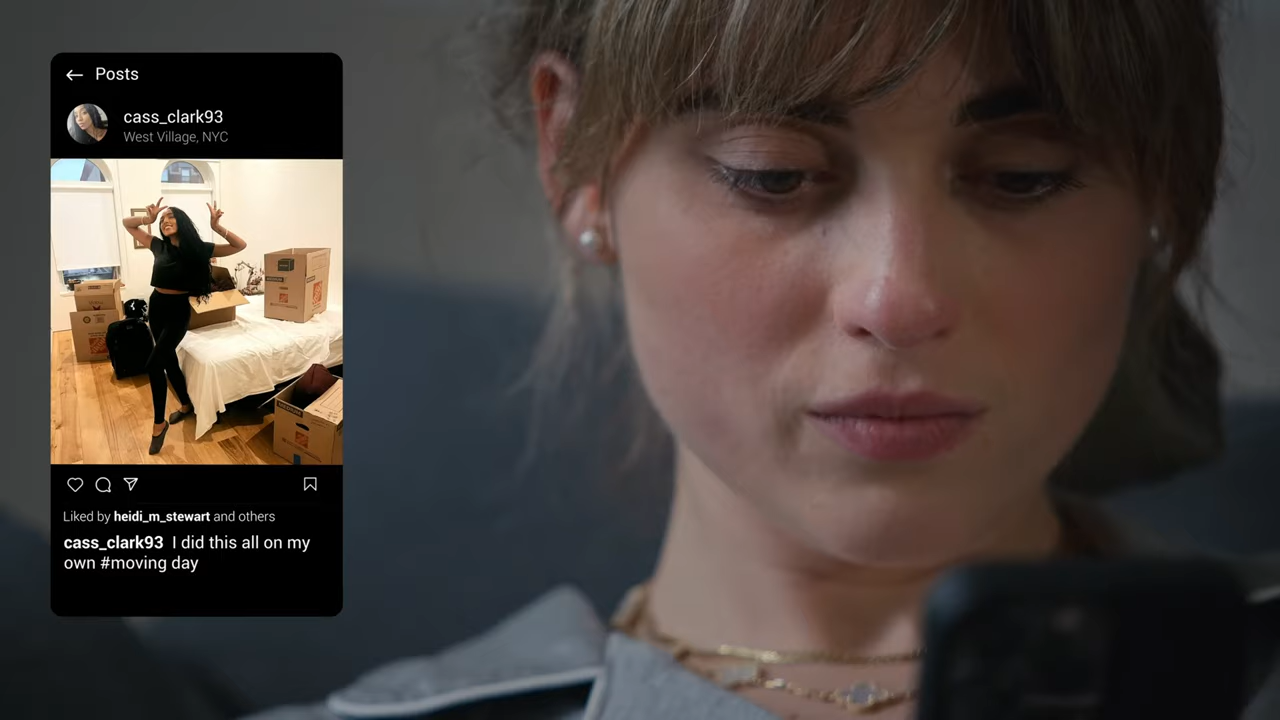 Posts
cass_clark93
West Village, NYC
Liked by heidi_m_stewart and others
cass_clark93 I did this all on my
own #moving day